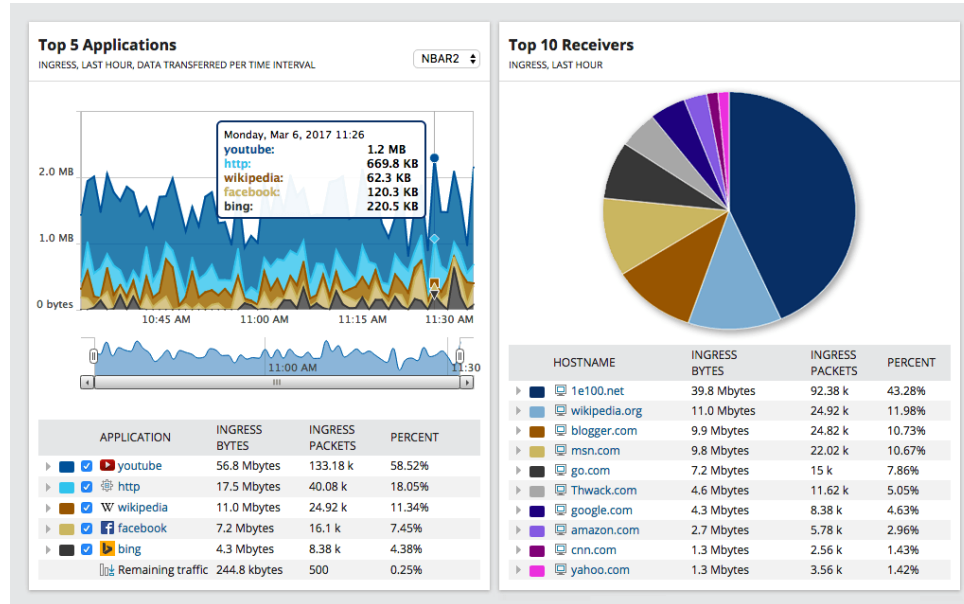 Top 5 Applications
INGRESS, LAST HOUR, DATA TRANSFERRED PER TIME INTERVAL
NBAR2
2.0 MB
1.0 MB
0 bytes
Monday, Mar 6, 2017 11:26
youtube: 1.2 MB
http: 669.8 KB
wikipedia: 62.3 KB
facebook: 120.3 KB
bing: 220.5 KB
10:45 AM 11:00 AM 11:15 AM 11:30 AM
11:00 AM 11:30
APPLICATION INGRESS BYTES INGRESS PACKETS PERCENT
youtube 56.8 Mbytes 133.18 k 58.52%
http 17.5 Mbytes 40.08 k 18.05%
W wikipedia 11.0 Mbytes 24.92 k 11.34%
facebook 7.2 Mbytes 16.1 k 7.45%
bing 4.3 Mbytes 8.38 k 4.38%
Remaining traffic 244.8 kbytes 500 0.25%
Top 10 Receivers
INGRESS, LAST HOUR
HOSTNAME INGRESS BYTES INGRESS PACKETS PERCENT
1e100.net 39.8 Mbytes 92.38 k 43.28%
wikipedia.org 11.0 Mbytes 24.92 k 11.98%
blogger.com 9.9 Mbytes 24.82 k 10.73%
msn.com 9.8 Mbytes 22.02 k 10.67%
go.com 7.2 Mbytes 15 k 7.86%
Thwack.com 4.6 Mbytes 11.62 k 5.05%
google.com 4.3 Mbytes 8.38 k 4.63%
amazon.com 2.7 Mbytes 5.78 k 2.96%
cnn.com 1.3 Mbytes 2.56 k 1.43%
yahoo.com 1.3 Mbytes 3.56 k 1.42%